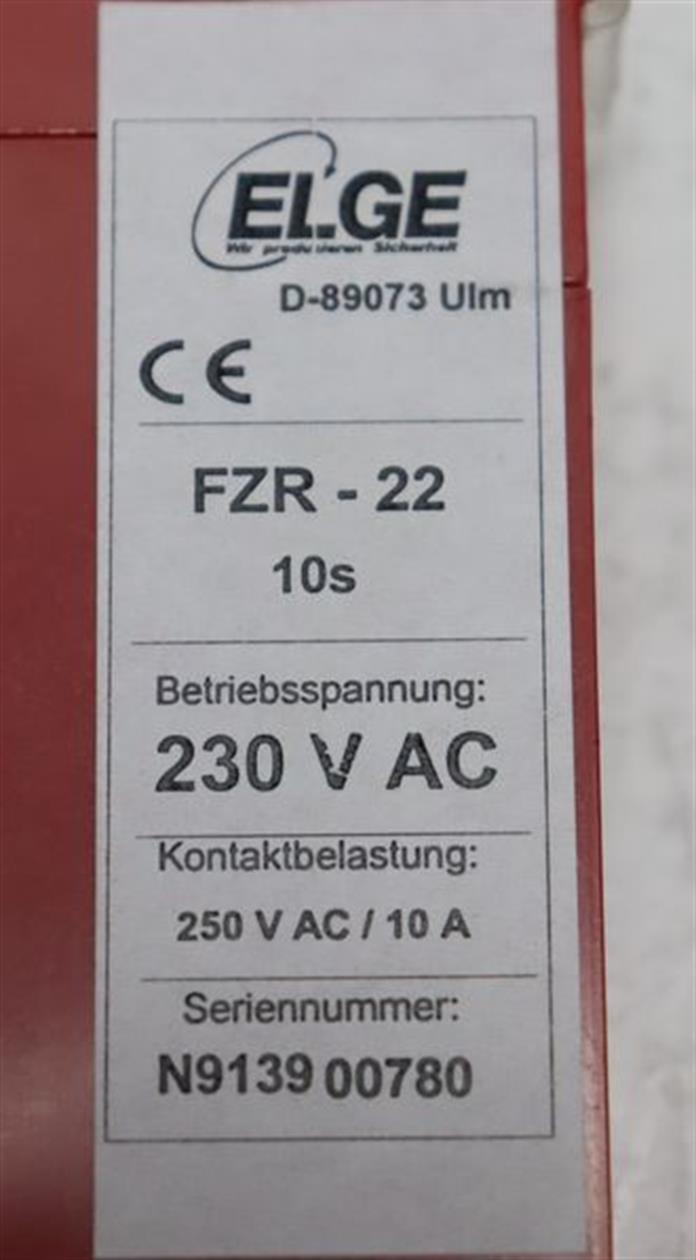 EL.GE
Wir produzieren Sicherheit
D-89073 Ulm
CE
FZR - 22
10s
Betriebsspannung:
230 V AC
Kontaktbelastung:
250 V AC / 10 A
Seriennummer:
N9139 00780